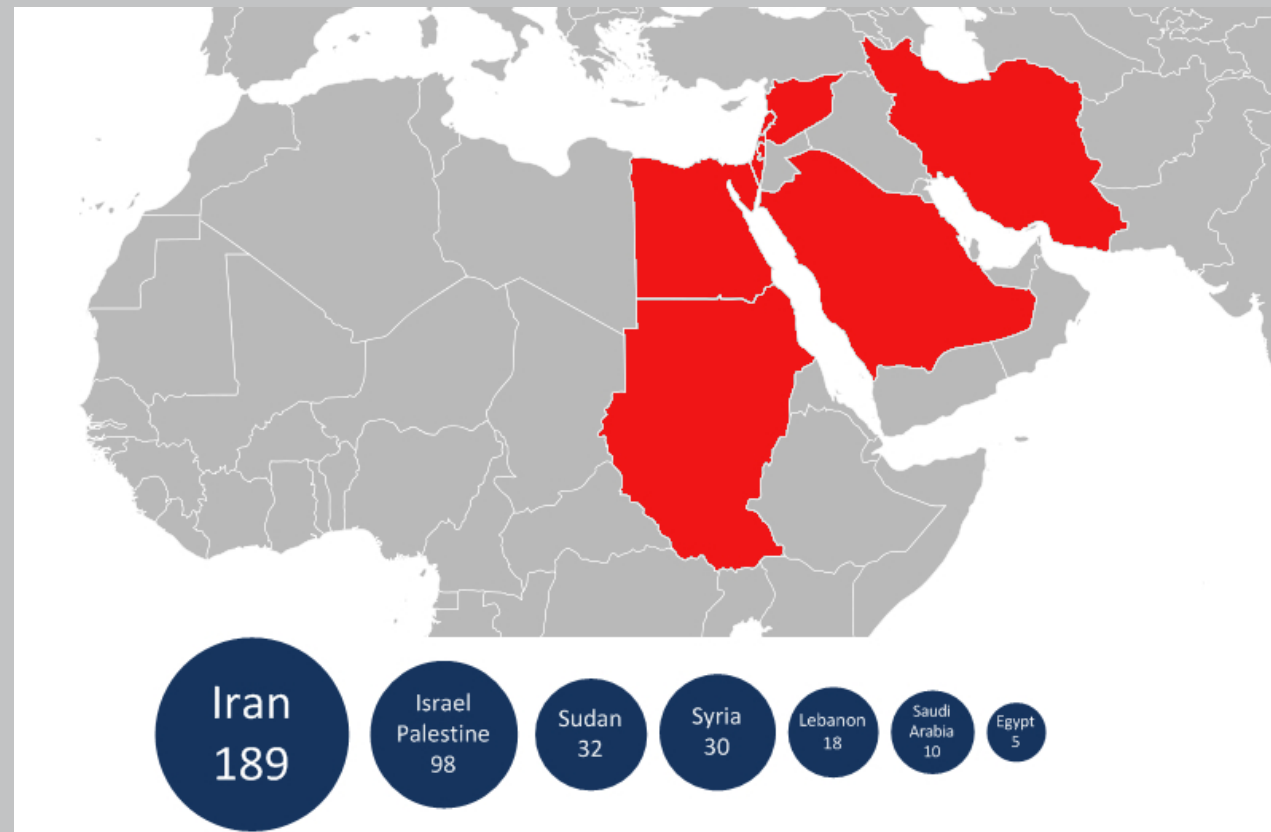 Iran
189
Israel
Palestine
98
Sudan
32
Syria
30
Lebanon
18
Saudi
Arabia
10
Egypt
5